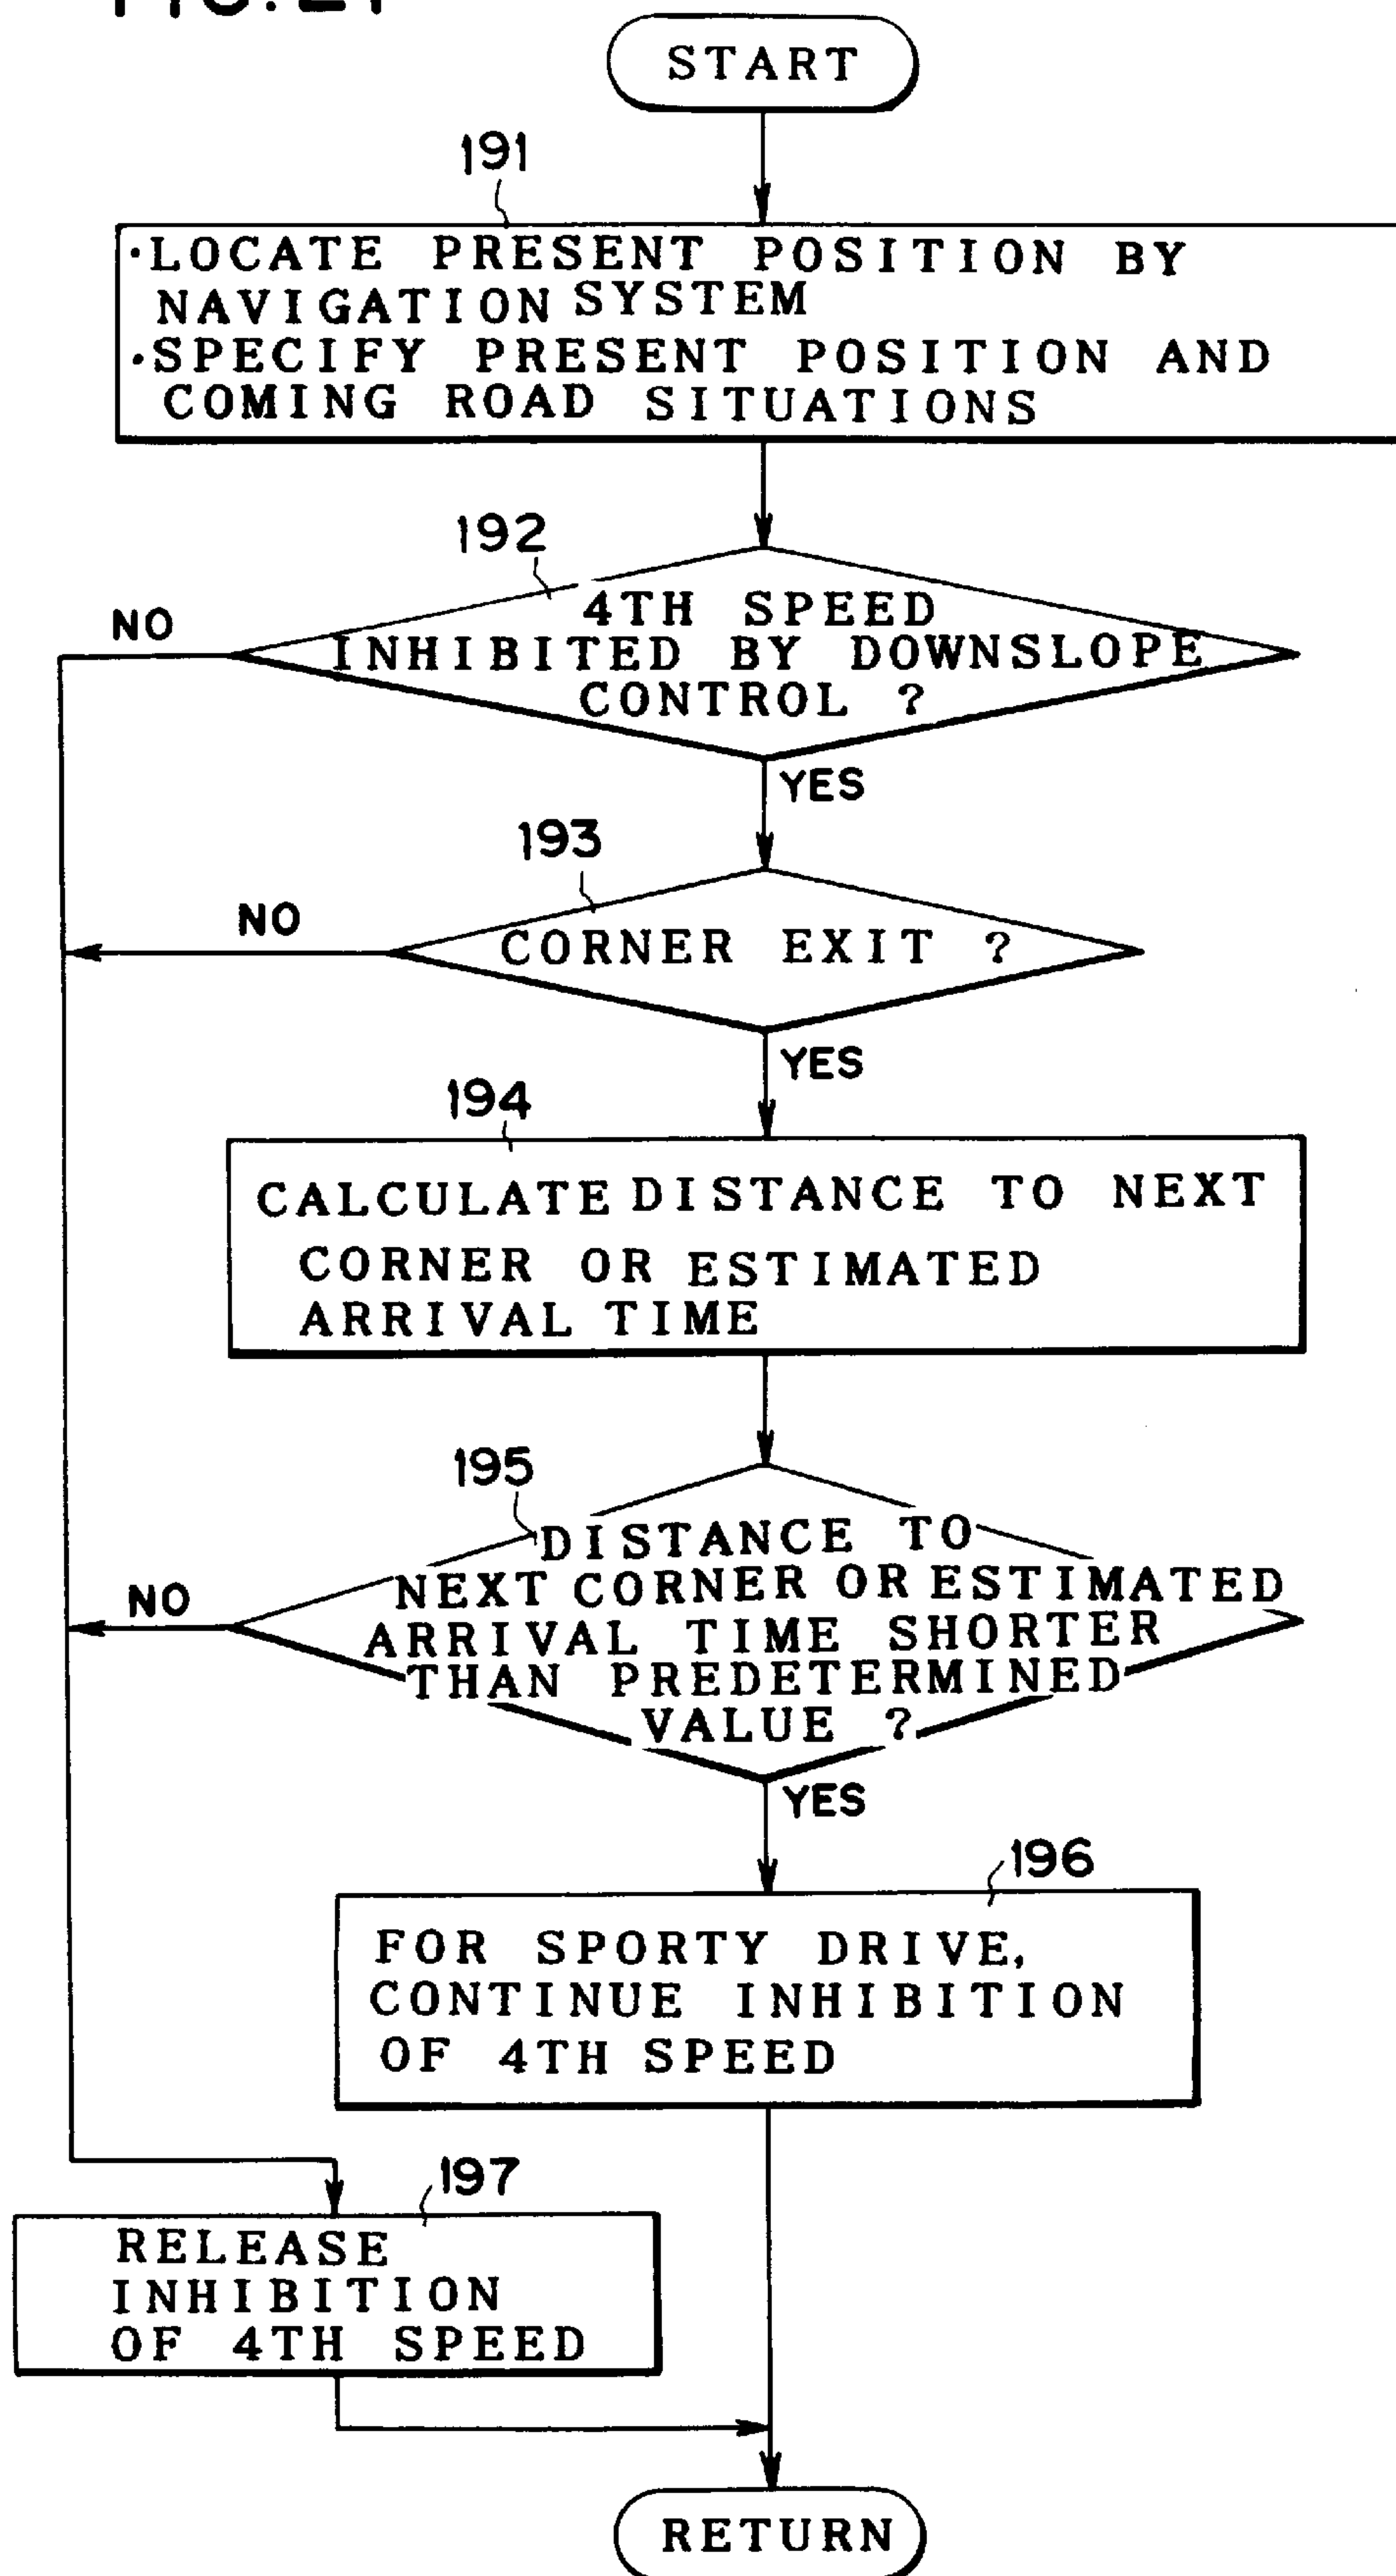 START
191
·LOCATE PRESENT POSITION BY
NAVIGATION SYSTEM
·SPECIFY PRESENT POSITION AND
COMING ROAD SITUATIONS
192
NO
4TH SPEED
INHIBITED BY DOWNSLOPE
CONTROL ?
YES
193
NO
CORNER EXIT ?
YES
194
CALCULATE DISTANCE TO NEXT
CORNER OR ESTIMATED
ARRIVAL TIME
195
NO
DISTANCE TO
NEXT CORNER OR ESTIMATED
ARRIVAL TIME SHORTER
THAN PREDETERMINED
VALUE ?
YES
196
FOR SPORTY DRIVE,
CONTINUE INHIBITION
OF 4TH SPEED
197
RELEASE
INHIBITION
OF 4TH SPEED
RETURN